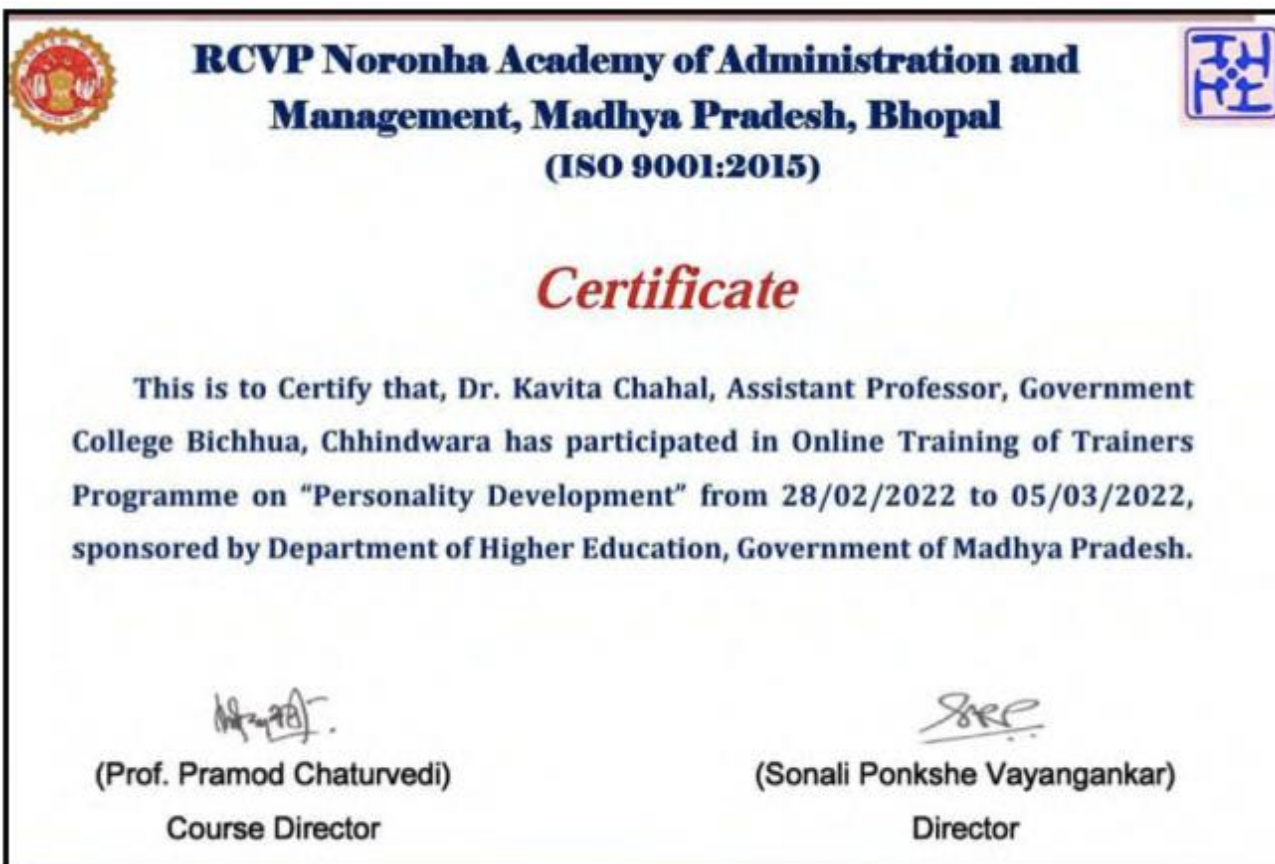 RCVP Noronha Academy of Administration and
Management, Madhya Pradesh, Bhopal
(ISO 9001:2015)
Certificate
This is to Certify that, Dr. Kavita Chahal, Assistant Professor, Government
College Bichhua, Chhindwara has participated in Online Training of Trainers
Programme on “Personality Development” from 28/02/2022 to 05/03/2022,
sponsored by Department of Higher Education, Government of Madhya Pradesh.
(Prof. Pramod Chaturvedi)
(Sonali Ponkshe Vayangankar)
Course Director
Director